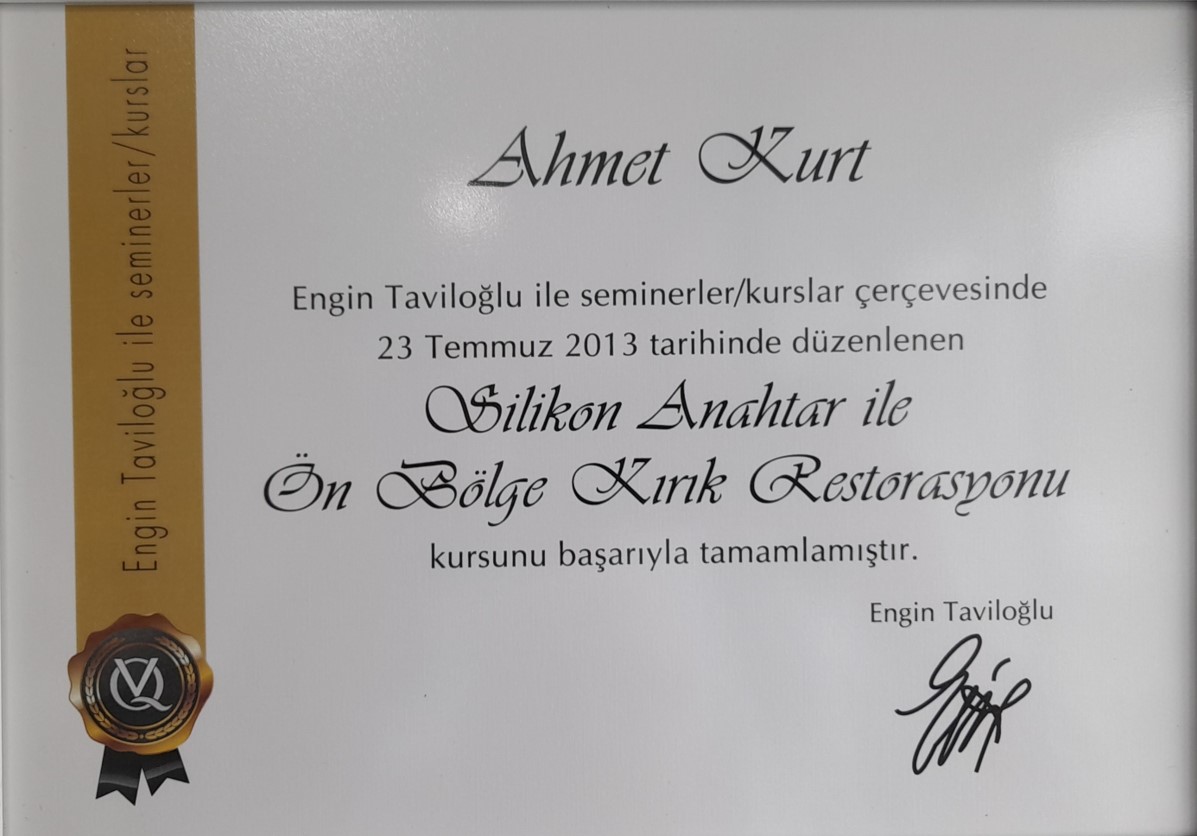 Engin Taviloğlu ile seminerler/kurslar
Ahmet Kurt
Engin Taviloğlu ile seminerler/kurslar çerçevesinde
23 Temmuz 2013 tarihinde düzenlenen
Silikon Anahtar ile
Ön Bölge Kırık Restorasyonu
kursunu başarıyla tamamlamıştır.
Engin Taviloğlu